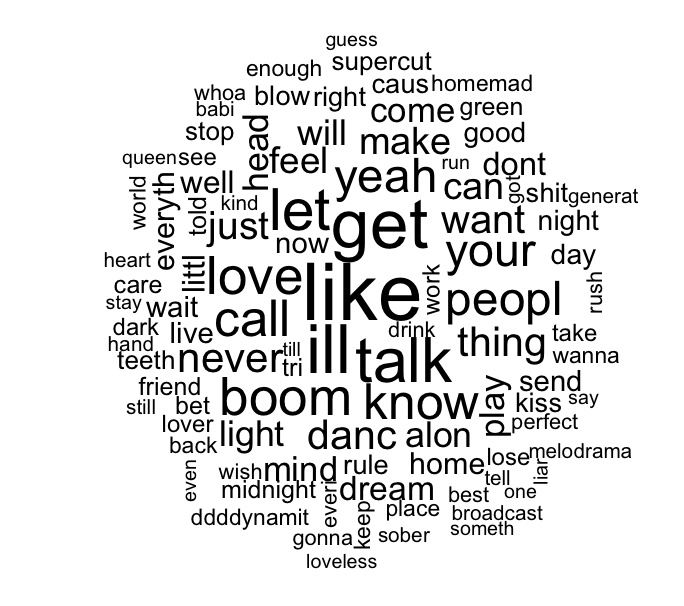 guess
enough supercut
whoa blow right caus homemad
babi come green
stop head will make good
queen see feel yeah run dont
world everyth well kind let get can got shit generat
told just now want night
heart littl love like your day
care work peopl rush
stay wait call drink thing take
dark live ill talk wanna
hand teeth never till tri
friend boom know play send
still bet kiss say
lover light danc alon perfect
back mind rule home lose melodrama
even wish dream tell liar
midnight everi best one
ddddynamit keep place broadcast
gonna sober someth
loveless